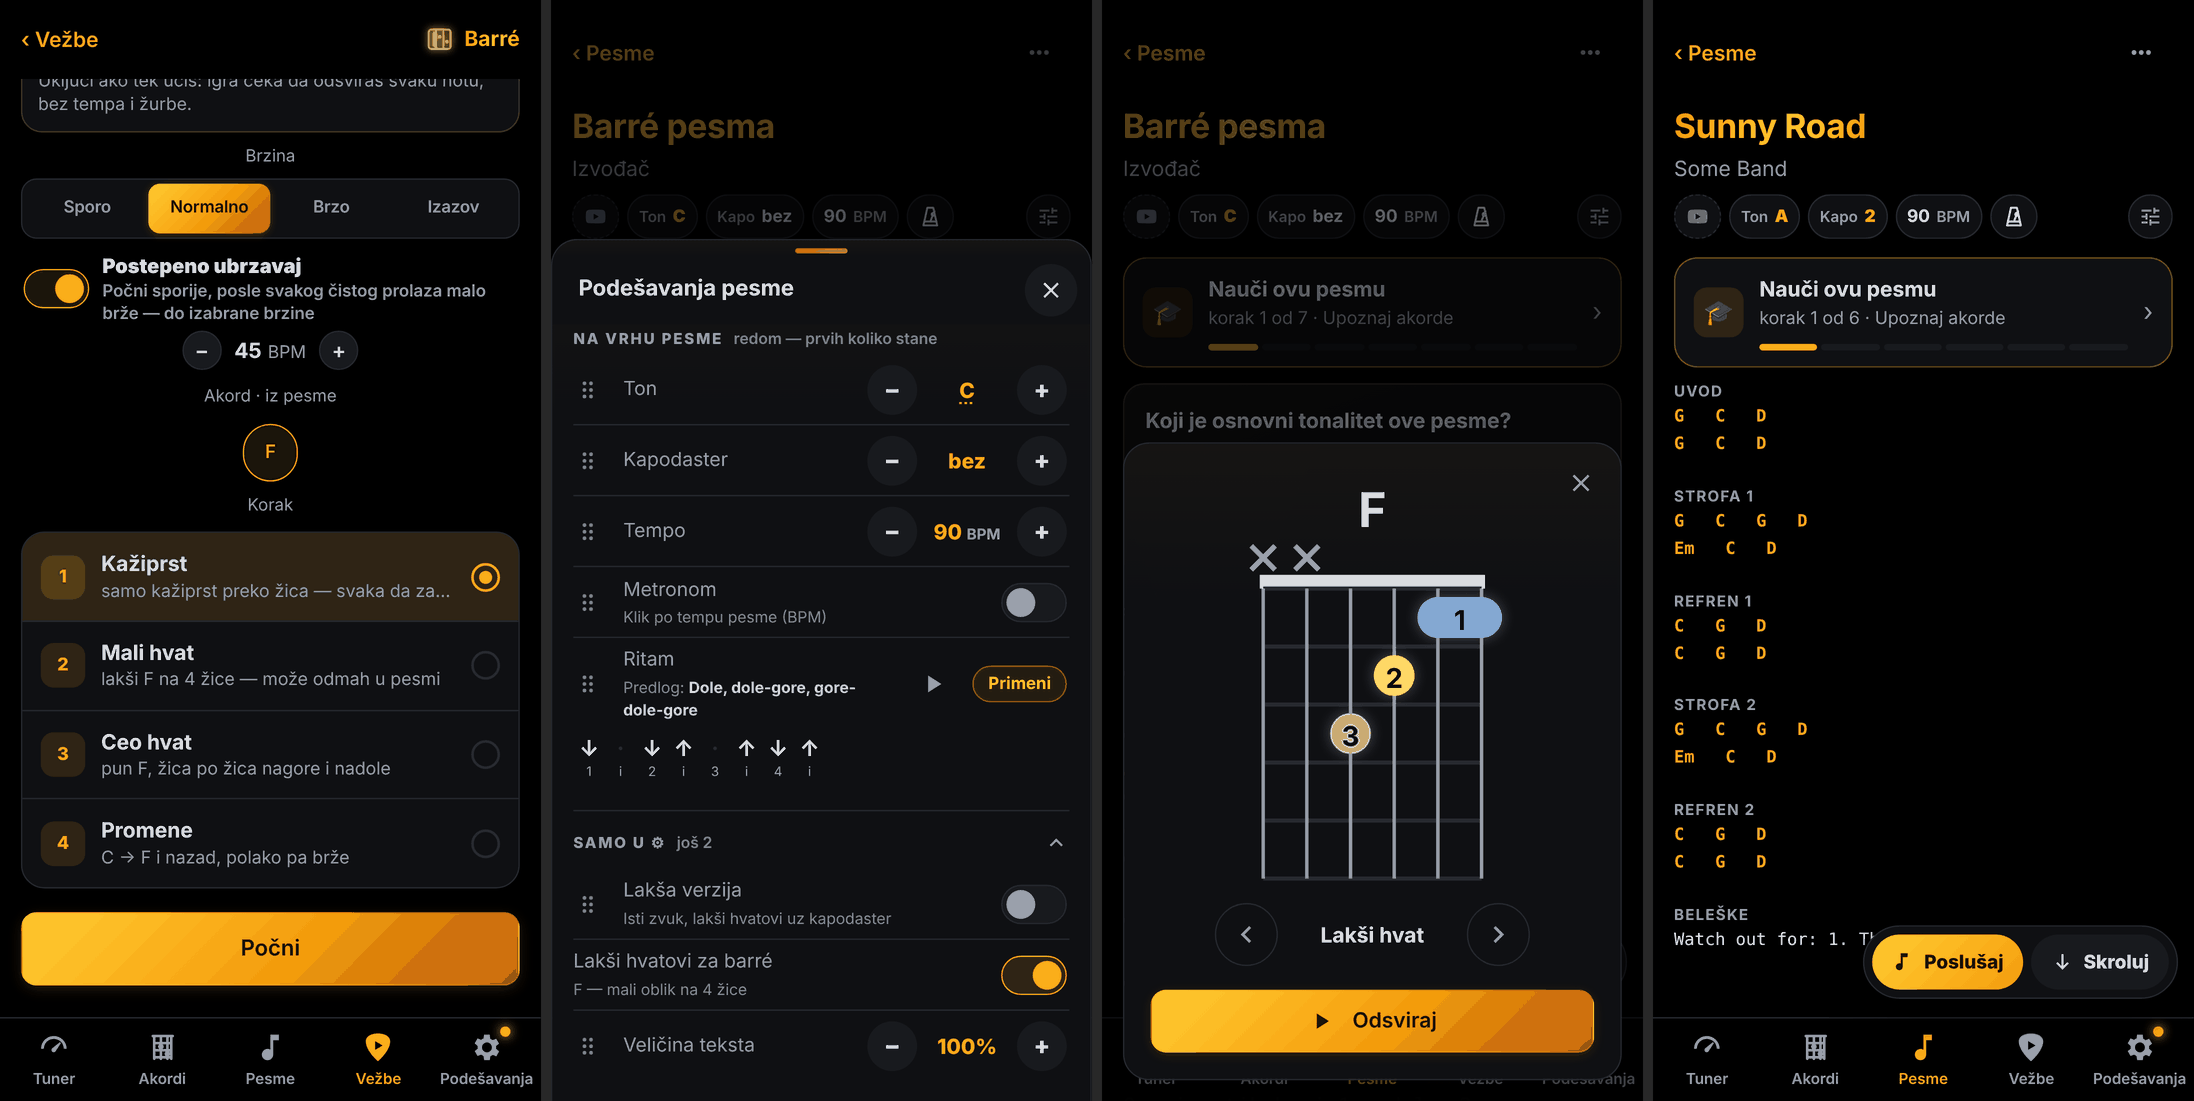 ‹ Vežbe
Barré
Uključi ako tek učiš: igra čeka da odsviraš svaku notu,
bez tempa i žurbe.
Brzina
Sporo
Normalno
Brzo
Izazov
Postepeno ubrzavaj
Počni sporije, posle svakog čistog prolaza malo
brže — do izabrane brzine
− 45 BPM +
Akord · iz pesme
F
Korak
1
Kažiprst
samo kažiprst preko žica — svaka da za...
2
Mali hvat
lakši F na 4 žice — može odmah u pesmi
3
Ceo hvat
pun F, žica po žica nagore i nadole
4
Promene
C → F i nazad, polako pa brže
Počni
Tuner
Akordi
Pesme
Vežbe
Podešavanja
‹ Pesme
Barré pesma
Izvođač
Ton C
Kapo bez
90 BPM
Podešavanja pesme
NA VRHU PESME redom — prvih koliko stane
Ton
− C +
Kapodaster
− bez +
Tempo
− 90 BPM +
Metronom
Klik po tempu pesme (BPM)
Ritam
Predlog: Dole, dole-gore, gore-
dole-gore
Primeni
↓ · ↓ ↑ · ↑ ↓ ↑
1 i 2 i 3 i 4 i
SAMO U ⚙ još 2
Lakša verzija
Isti zvuk, lakši hvatovi uz kapodaster
Lakši hvatovi za barré
F — mali oblik na 4 žice
Veličina teksta
− 100% +
‹ Pesme
Barré pesma
Izvođač
Ton C
Kapo bez
90 BPM
Nauči ovu pesmu
korak 1 od 7 · Upoznaj akorde
Koji je osnovni tonalitet ove pesme?
F
1
2
3
Lakši hvat
Odsviraj
Tuner
Akordi
Pesme
Vežbe
Podešavanja
‹ Pesme
Sunny Road
Some Band
Ton A
Kapo 2
90 BPM
Nauči ovu pesmu
korak 1 od 6 · Upoznaj akorde
UVOD
G C D
G C D
STROFA 1
G C G D
Em C D
REFREN 1
C G D
C G D
STROFA 2
G C G D
Em C D
REFREN 2
C G D
C G D
BELEŠKE
Watch out for: 1.
Poslušaj
Skroluj
Tuner
Akordi
Pesme
Vežbe
Podešavanja